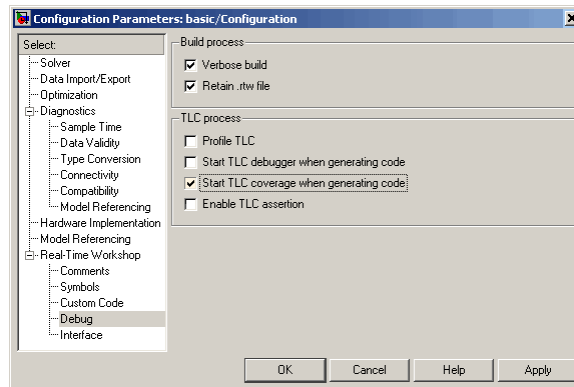 Configuration Parameters: basic/Configuration
Select:
Solver
Data Import/Export
Optimization
Diagnostics
Sample Time
Data Validity
Type Conversion
Connectivity
Compatibility
Model Referencing
Hardware Implementation
Model Referencing
Real-Time Workshop
Comments
Symbols
Custom Code
Debug
Interface
Build process
Verbose build
Retain .rtw file
TLC process
Profile TLC
Start TLC debugger when generating code
Start TLC coverage when generating code
Enable TLC assertion
OK Cancel Help Apply